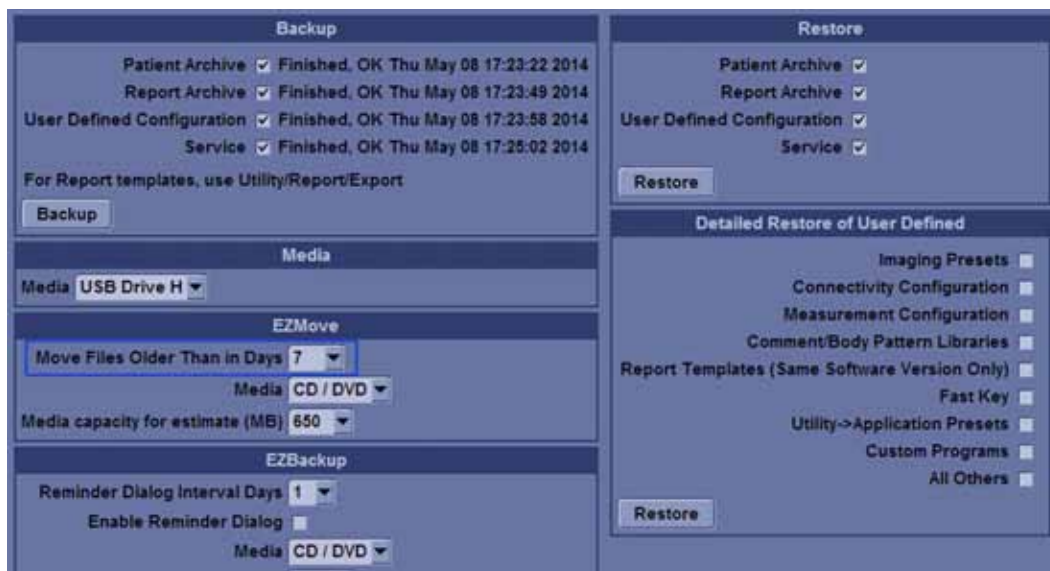 Backup
Patient Archive Finished, OK Thu May 08 17:23:22 2014
Report Archive Finished, OK Thu May 08 17:23:49 2014
User Defined Configuration Finished, OK Thu May 08 17:23:58 2014
Service Finished, OK Thu May 08 17:25:02 2014
For Report templates, use Utility/Report/Export
Backup
Media
Media USB Drive H
EZMove
Move Files Older Than in Days 7
Media CD / DVD
Media capacity for estimate (MB) 650
EZBackup
Reminder Dialog Interval Days 1
Enable Reminder Dialog
Media CD / DVD
Restore
Patient Archive
Report Archive
User Defined Configuration
Service
Restore
Detailed Restore of User Defined
Imaging Presets
Connectivity Configuration
Measurement Configuration
Comment/Body Pattern Libraries
Report Templates (Same Software Version Only)
Fast Key
Utility->Application Presets
Custom Programs
All Others
Restore